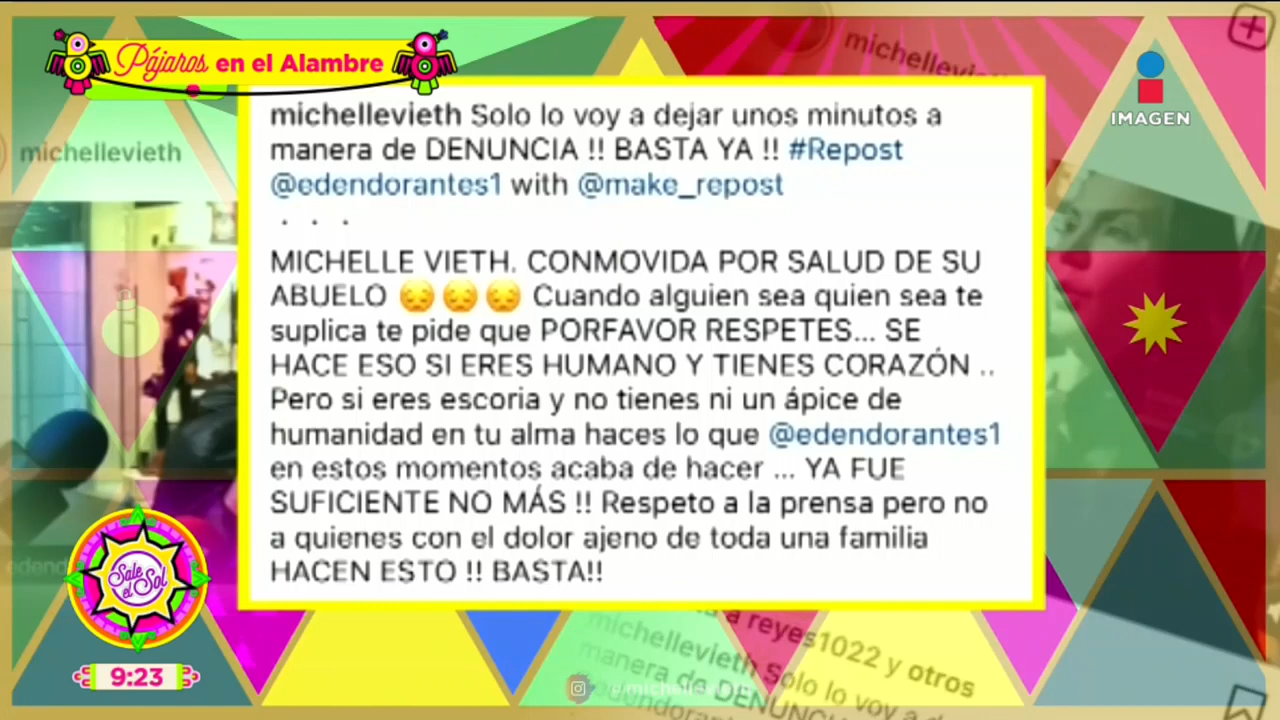 Pájaros en el Alambre
IMAGEN
michellevieth
michellevieth
michellevieth Solo lo voy a dejar unos minutos a
manera de DENUNCIA !! BASTA YA !! #Repost
@edendorantes1 with @make_repost
. . .
MICHELLE VIETH. CONMOVIDA POR SALUD DE SU
ABUELO 😔😔😔 Cuando alguien sea quien sea te
suplica te pide que PORFAVOR RESPETES... SE
HACE ESO SI ERES HUMANO Y TIENES CORAZÓN ..
Pero si eres escoria y no tienes ni un ápice de
humanidad en tu alma haces lo que @edendorantes1
en estos momentos acaba de hacer ... YA FUE
SUFICIENTE NO MÁS !! Respeto a la prensa pero no
a quienes con el dolor ajeno de toda una familia
HACEN ESTO !! BASTA!!
Sale el Sol
9:23
a reyes1022 y otros
michellevieth Solo lo voy a
manera de DENUNCIA
@michellevieth